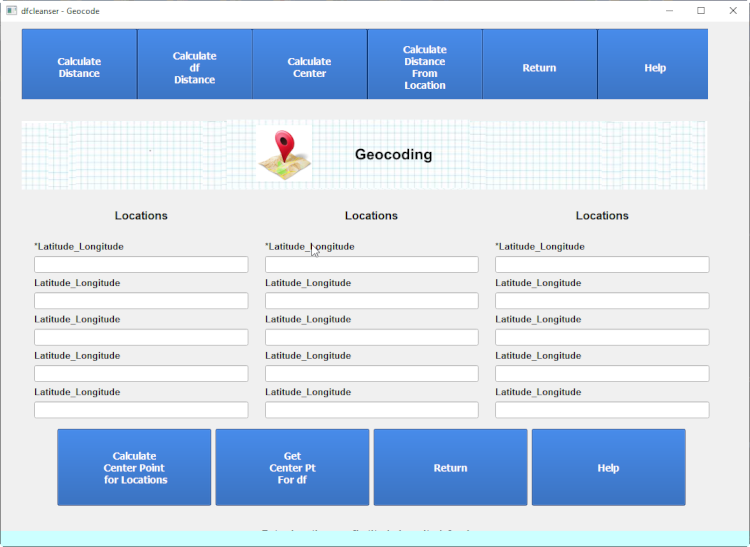 dfcleanser - Geocode
Calculate
Distance
Calculate
df
Distance
Calculate
Center
Calculate
Distance
From
Location
Return
Help
Geocoding
Locations
Locations
Locations
*Latitude_Longitude
*Latitude_Longitude
*Latitude_Longitude
Latitude_Longitude
Latitude_Longitude
Latitude_Longitude
Latitude_Longitude
Latitude_Longitude
Latitude_Longitude
Latitude_Longitude
Latitude_Longitude
Latitude_Longitude
Latitude_Longitude
Latitude_Longitude
Latitude_Longitude
Calculate
Center Point
for Locations
Get
Center Pt
For df
Return
Help